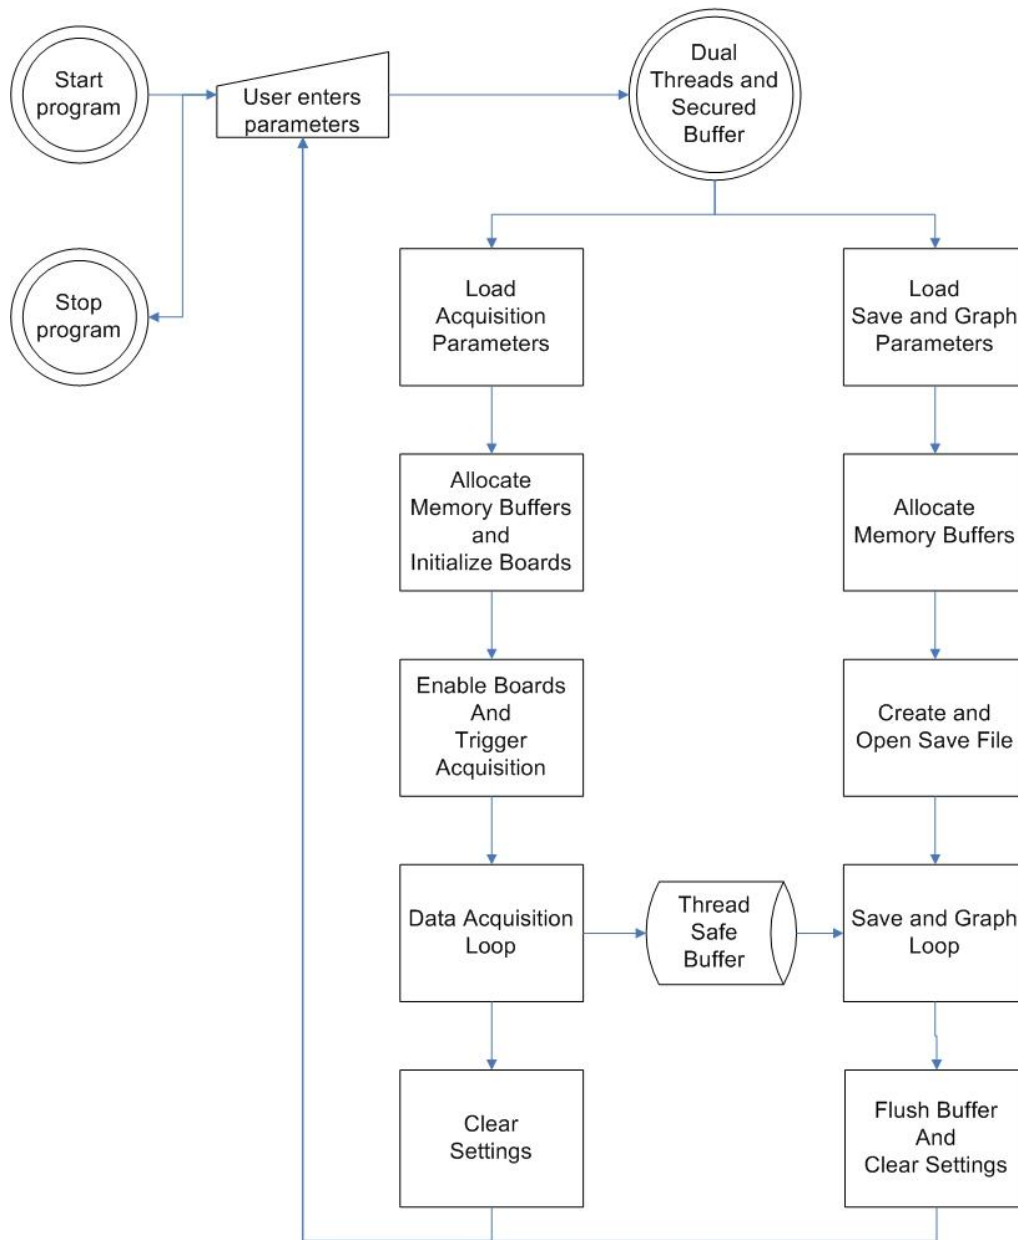 Start
program
User enters
parameters
Dual
Threads and
Secured
Buffer
Stop
program
Load
Acquisition
Parameters
Load
Save and Graph
Parameters
Allocate
Memory Buffers
and
Initialize Boards
Allocate
Memory Buffers
Enable Boards
And
Trigger
Acquisition
Create and
Open Save File
Data Acquisition
Loop
Thread
Safe
Buffer
Save and Graph
Loop
Clear
Settings
Flush Buffer
And
Clear Settings